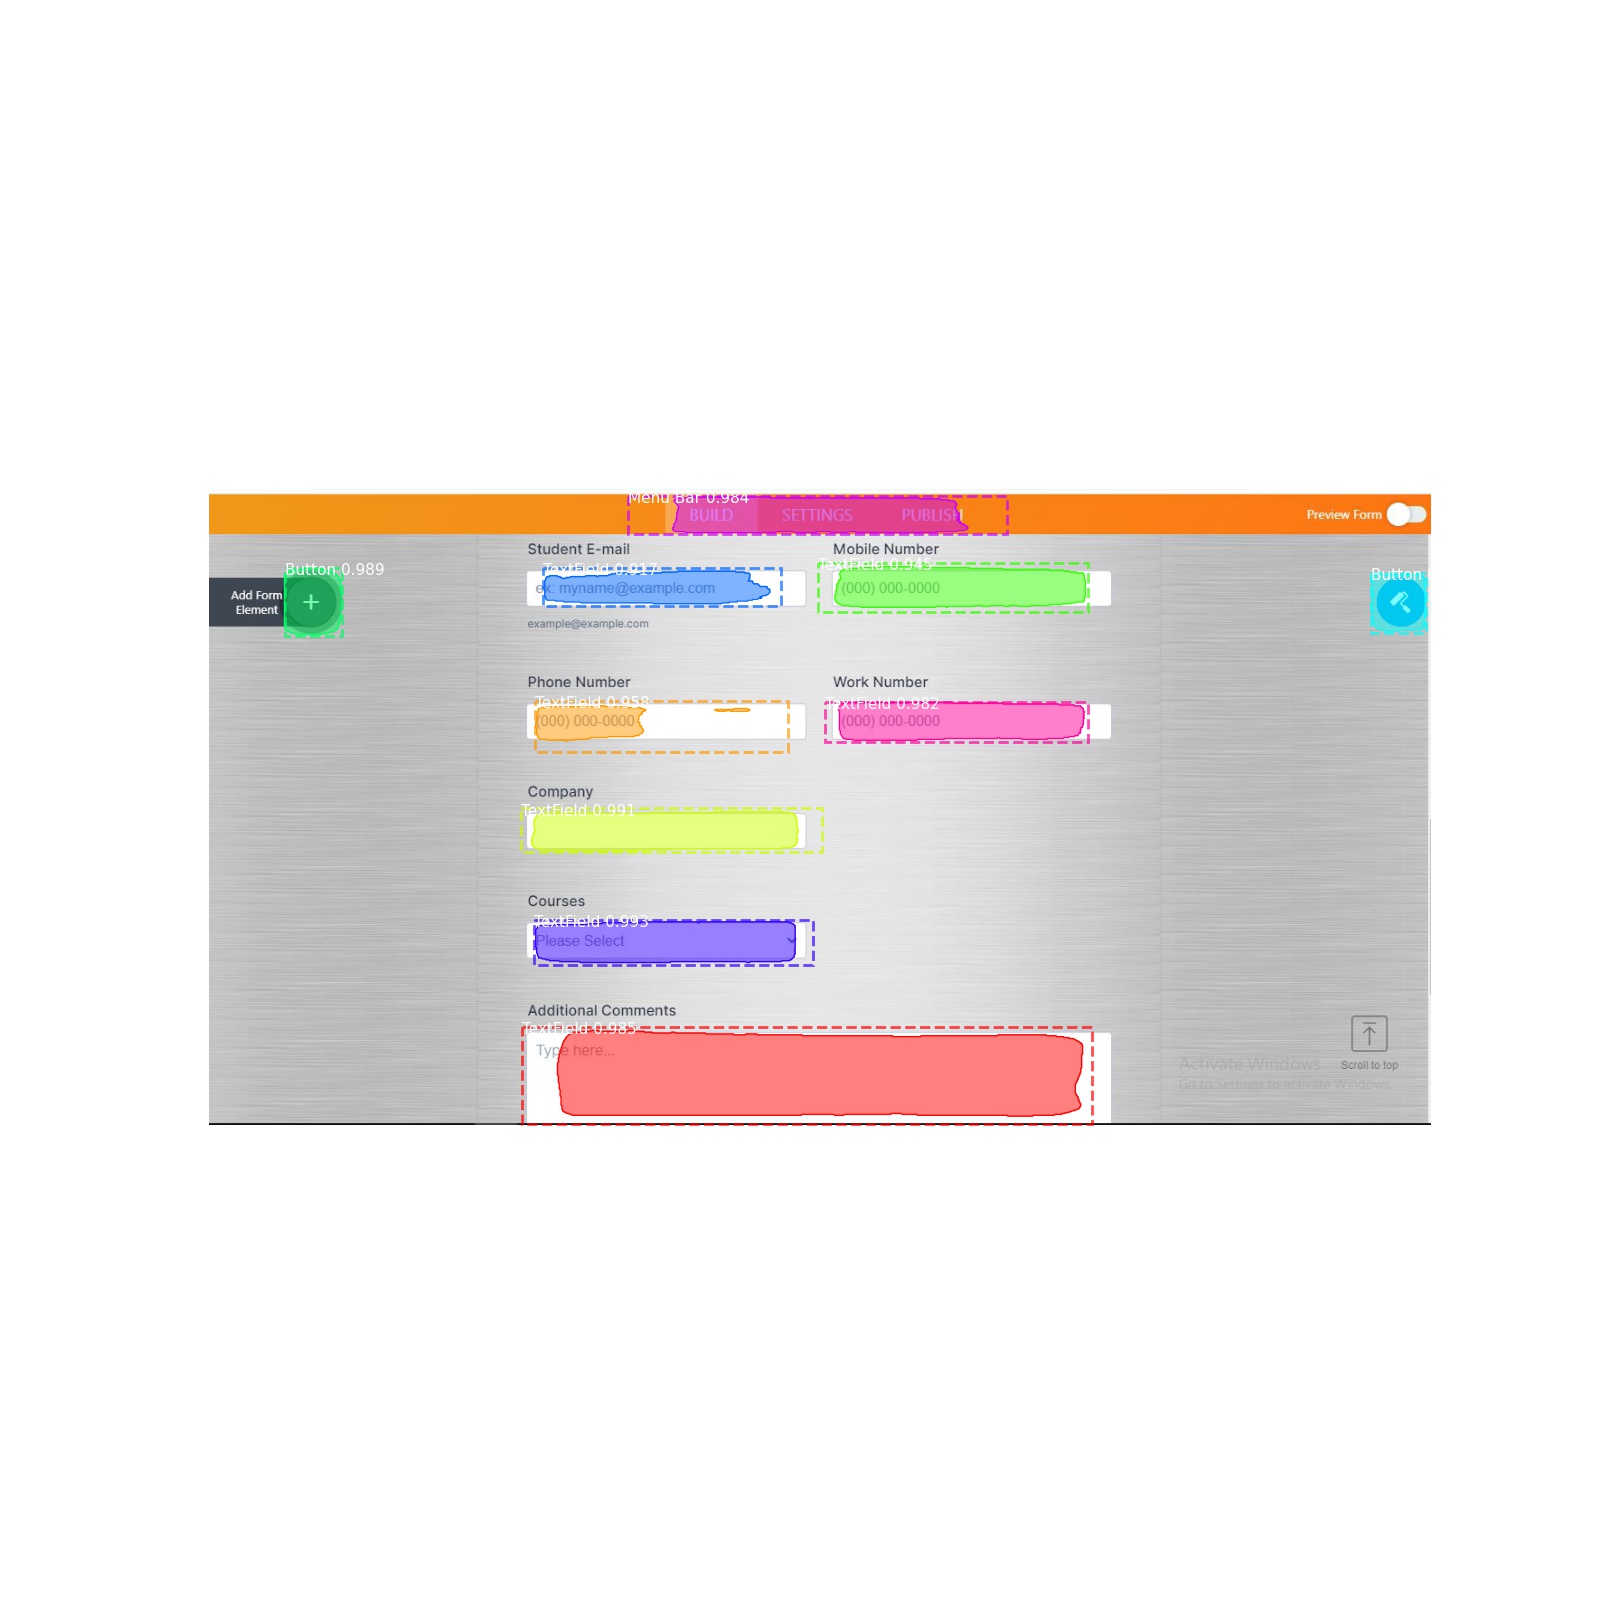 Menu Bar 0.984
BUILD SETTINGS PUBLISH
Preview Form
Student E-mail Mobile Number
TextField 0.917 TextField 0.945
Button 0.989
Button
ex: myname@example.com (000) 000-0000
Add Form
Element
example@example.com
Phone Number Work Number
TextField 0.958 TextField 0.982
(000) 000-0000 (000) 000-0000
Company
TextField 0.991
Courses
TextField 0.993
Please Select
Additional Comments
TextField 0.985
Type here...
Activate Windows
Go to Settings to activate Windows.
Scroll to top